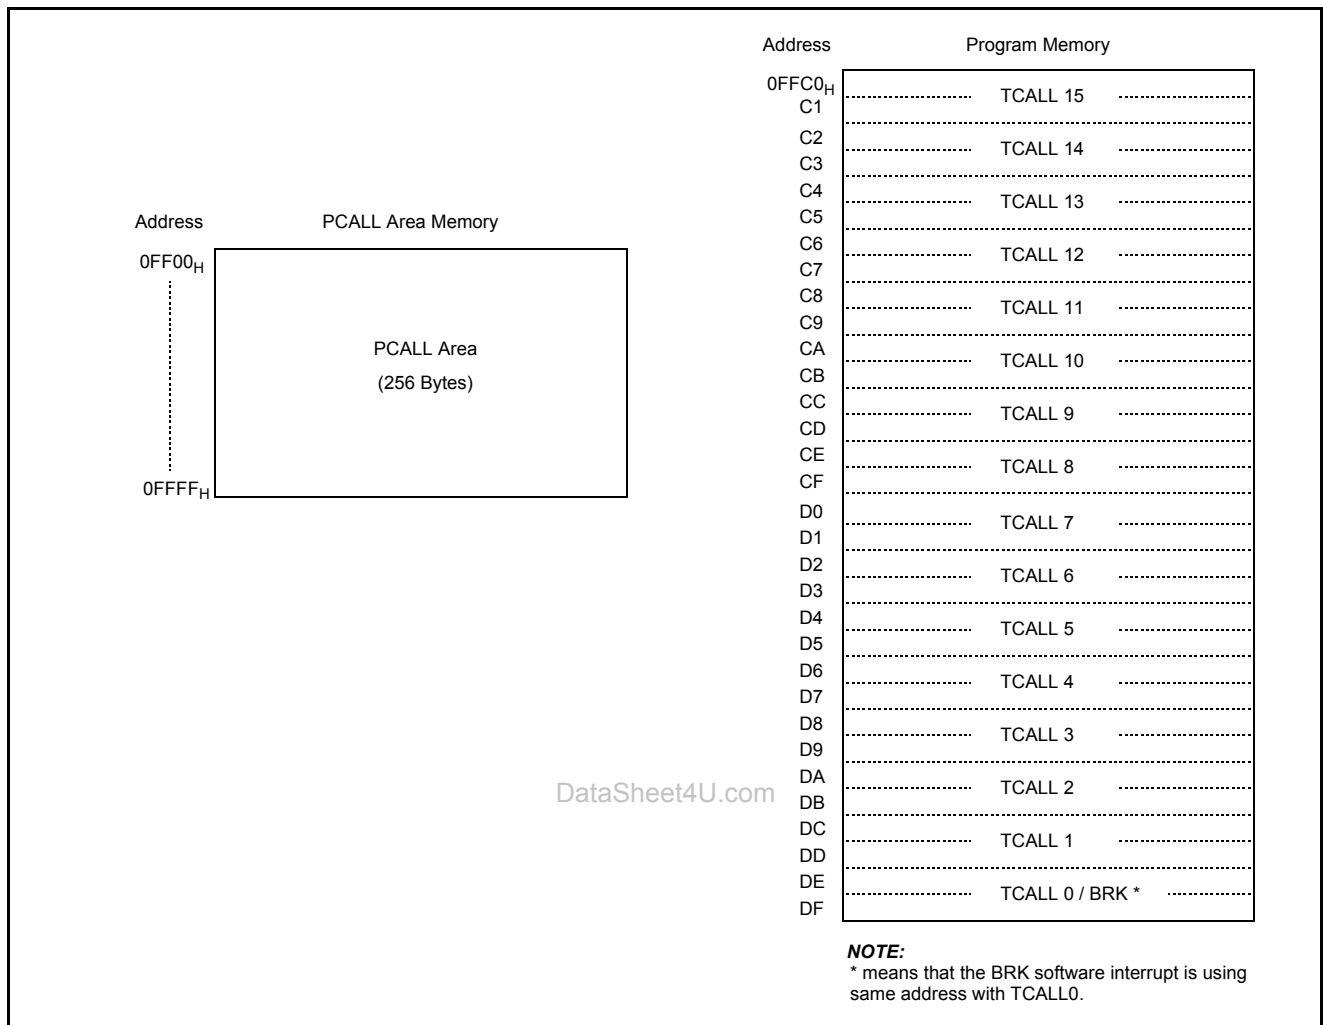 Address PCALL Area Memory
0FF00H
PCALL Area
(256 Bytes)
0FFFFH
Address Program Memory
0FFC0H
C1
TCALL 15
C2
C3
TCALL 14
C4
C5
TCALL 13
C6
C7
TCALL 12
C8
C9
TCALL 11
CA
CB
TCALL 10
CC
CD
TCALL 9
CE
CF
TCALL 8
D0
D1
TCALL 7
D2
D3
TCALL 6
D4
D5
TCALL 5
D6
D7
TCALL 4
D8
D9
TCALL 3
DA
DB
TCALL 2
DC
DD
TCALL 1
DE
DF
TCALL 0 / BRK *
DataSheet4U.com
NOTE:
* means that the BRK software interrupt is using
same address with TCALL0.